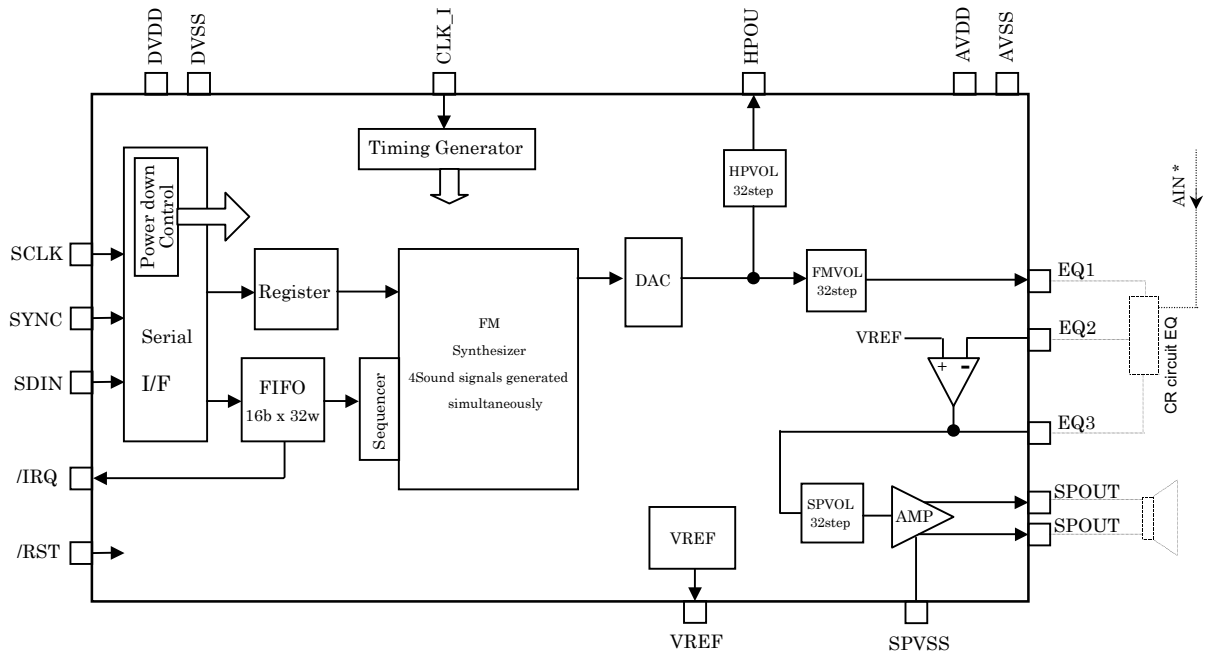 DVDD
DVSS
CLK_I
HPOU
AVDD
AVSS
Timing Generator
HPVOL
32step
AIN *
Power down
Control
SCLK
SYNC
SDIN
/IRQ
/RST
Serial
I/F
Register
FIFO
16b x 32w
Sequencer
FM
Synthesizer
4Sound signals generated
simultaneously
DAC
FMVOL
32step
EQ1
VREF
+ -
EQ2
CR circuit EQ
EQ3
SPVOL
32step
AMP
SPOUT
SPOUT
VREF
VREF
SPVSS